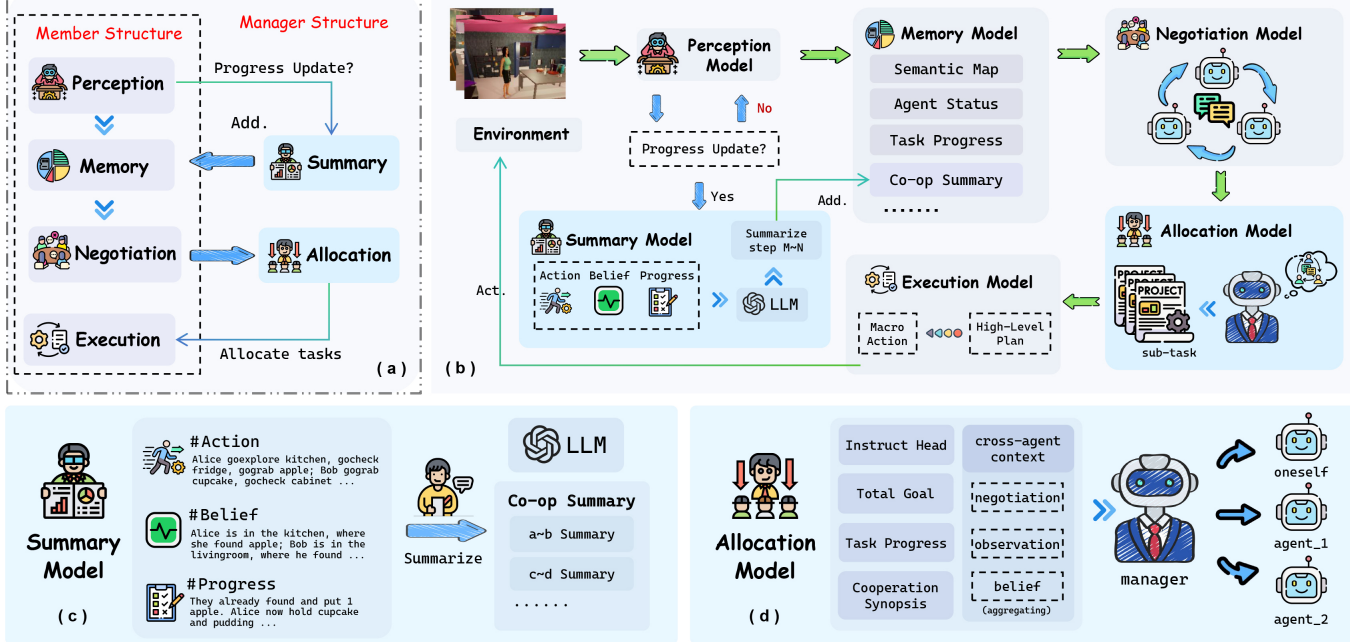 Member Structure
Manager Structure
Perception
Progress Update?
Add.
Memory
Summary
Negotiation
Allocation
Execution
Allocate tasks
( a )
Environment
Perception
Model
No
Progress Update?
Yes
Memory Model
Semantic Map
Agent Status
Task Progress
Co-op Summary
.......
Add.
Negotiation Model
Summary Model
Action
Belief
Progress
Summarize
step M~N
LLM
Act.
Execution Model
Macro
Action
High-Level
Plan
Allocation Model
PROJECT
PROJECT
PROJECT
sub-task
( b )
Summary
Model
( c )
#Action
Alice goexplore kitchen, gocheck
fridge, gograb apple; Bob gograb
cupcake, gocheck cabinet ...
#Belief
Alice is in the kitchen, where
she found apple; Bob is in the
livingroom, where he found ...
#Progress
They already found and put 1
apple. Alice now hold cupcake
and pudding ...
Summarize
LLM
Co-op Summary
a~b Summary
c~d Summary
......
Allocation
Model
( d )
Instruct Head
Total Goal
Task Progress
Cooperation
Synopsis
cross-agent
context
negotiation
observation
belief
(aggregating)
manager
oneself
agent_1
agent_2